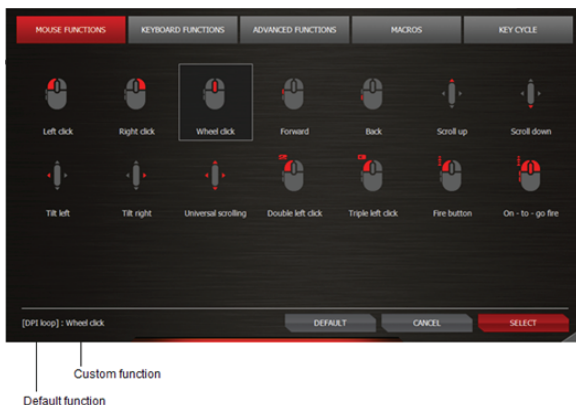 MOUSE FUNCTIONS KEYBOARD FUNCTIONS ADVANCED FUNCTIONS MACROS KEY CYCLE
Left click Right click Wheel click Forward Back Scroll up Scroll down
Tilt left Tilt right Universal scrolling Double left click Triple left click Fire button On - to - go fire
[DPI loop] : Wheel click DEFAULT CANCEL SELECT
Custom function
Default function